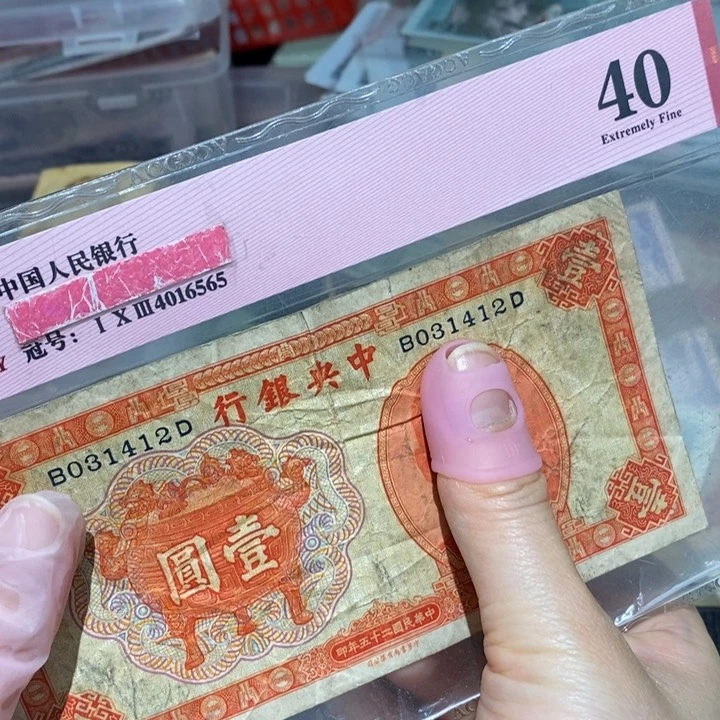 40
Extremely Fine
中国人民银行
冠号: I X III4016565
B031412D
行銀央中
B031412D
壹
圓壹
壹
印年五十二國民華中